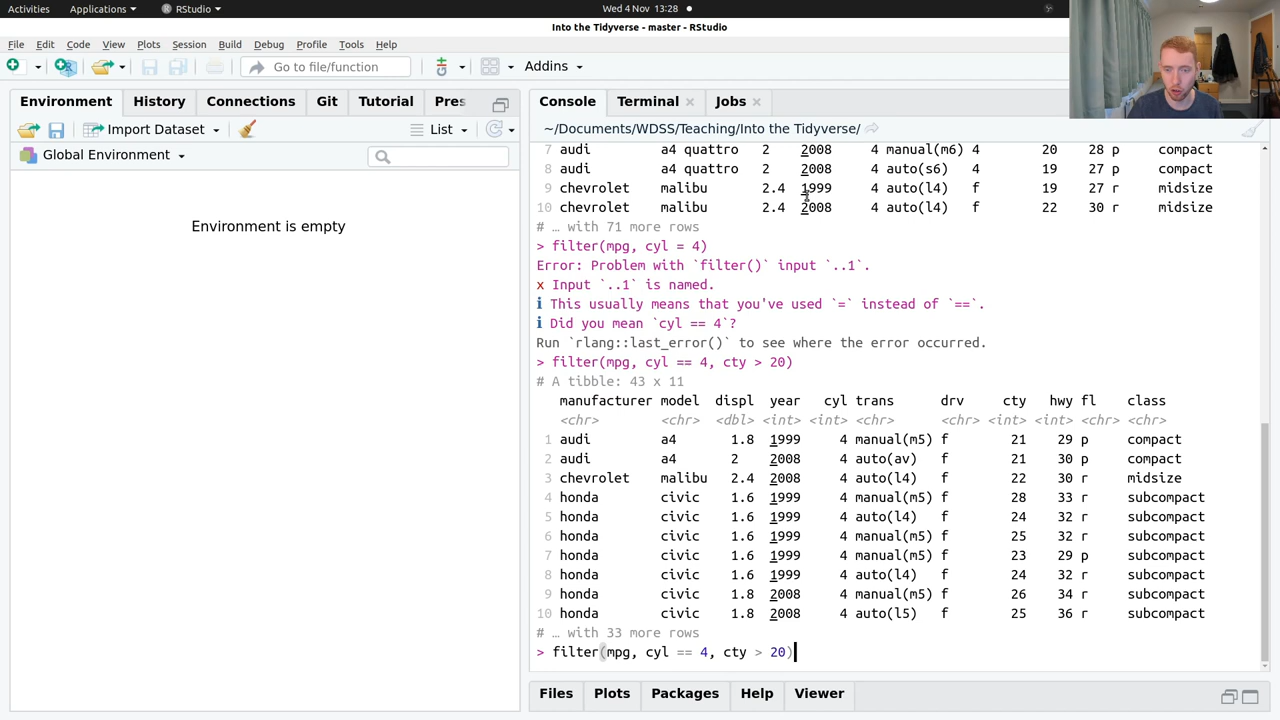 Activities Applications RStudio Wed 4 Nov 13:28
Into the Tidyverse - master - RStudio
File Edit Code View Plots Session Build Debug Profile Tools Help
Go to file/function Addins
Environment History Connections Git Tutorial Pres
Import Dataset List
Global Environment
Environment is empty
Console Terminal Jobs
~/Documents/WDSS/Teaching/Into the Tidyverse/
7 audi a4 quattro 2 2008 4 manual(m6) 4 20 28 p compact
8 audi a4 quattro 2 2008 4 auto(s6) 4 19 27 p compact
9 chevrolet malibu 2.4 1999 4 auto(l4) f 19 27 r midsize
10 chevrolet malibu 2.4 2008 4 auto(l4) f 22 30 r midsize
# … with 71 more rows
> filter(mpg, cyl = 4)
Error: Problem with `filter()` input `..1`.
x Input `..1` is named.
ℹ This usually means that you've used `=` instead of `==`.
ℹ Did you mean `cyl == 4`?
Run `rlang::last_error()` to see where the error occurred.
> filter(mpg, cyl == 4, cty > 20)
# A tibble: 43 x 11
manufacturer model displ year cyl trans drv cty hwy fl class
<chr> <chr> <dbl> <int> <int> <chr> <chr> <int> <int> <chr> <chr>
1 audi a4 1.8 1999 4 manual(m5) f 21 29 p compact
2 audi a4 2 2008 4 auto(av) f 21 30 p compact
3 chevrolet malibu 2.4 2008 4 auto(l4) f 22 30 r midsize
4 honda civic 1.6 1999 4 manual(m5) f 28 33 r subcompact
5 honda civic 1.6 1999 4 auto(l4) f 24 32 r subcompact
6 honda civic 1.6 1999 4 manual(m5) f 25 32 r subcompact
7 honda civic 1.6 1999 4 manual(m5) f 23 29 p subcompact
8 honda civic 1.6 1999 4 auto(l4) f 24 32 r subcompact
9 honda civic 1.8 2008 4 manual(m5) f 26 34 r subcompact
10 honda civic 1.8 2008 4 auto(l5) f 25 36 r subcompact
# … with 33 more rows
> filter(mpg, cyl == 4, cty > 20)
Files Plots Packages Help Viewer